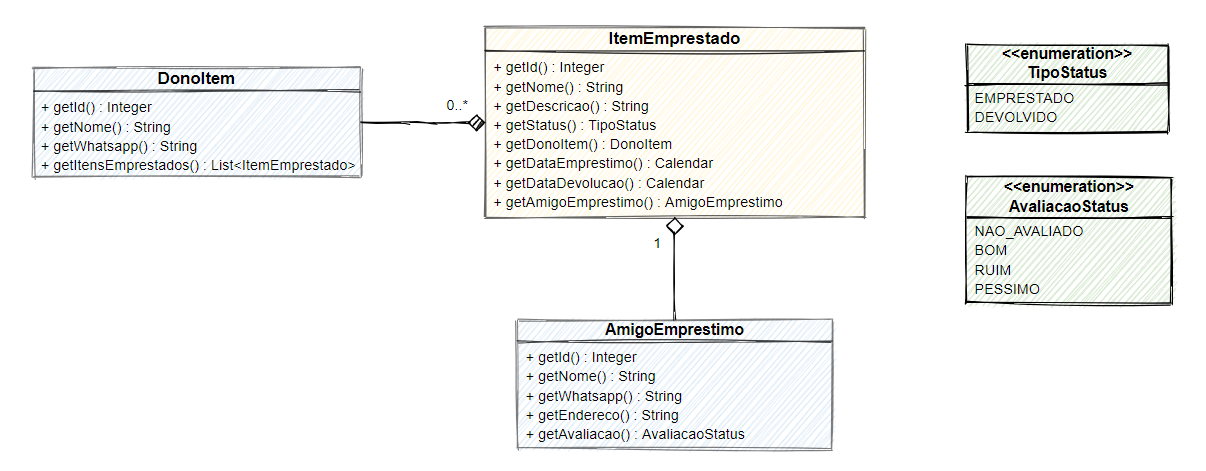 DonoItem
+ getId() : Integer
+ getNome() : String
+ getWhatsapp() : String
+ getItensEmprestados() : List<ItemEmprestado>
0..*
ItemEmprestado
+ getId() : Integer
+ getNome() : String
+ getDescricao() : String
+ getStatus() : TipoStatus
+ getDonoItem() : DonoItem
+ getDataEmprestimo() : Calendar
+ getDataDevolucao() : Calendar
+ getAmigoEmprestimo() : AmigoEmprestimo
1
AmigoEmprestimo
+ getId() : Integer
+ getNome() : String
+ getWhatsapp() : String
+ getEndereco() : String
+ getAvaliacao() : AvaliacaoStatus
<<enumeration>>
TipoStatus
EMPRESTADO
DEVOLVIDO
<<enumeration>>
AvaliacaoStatus
NAO_AVALIADO
BOM
RUIM
PESSIMO